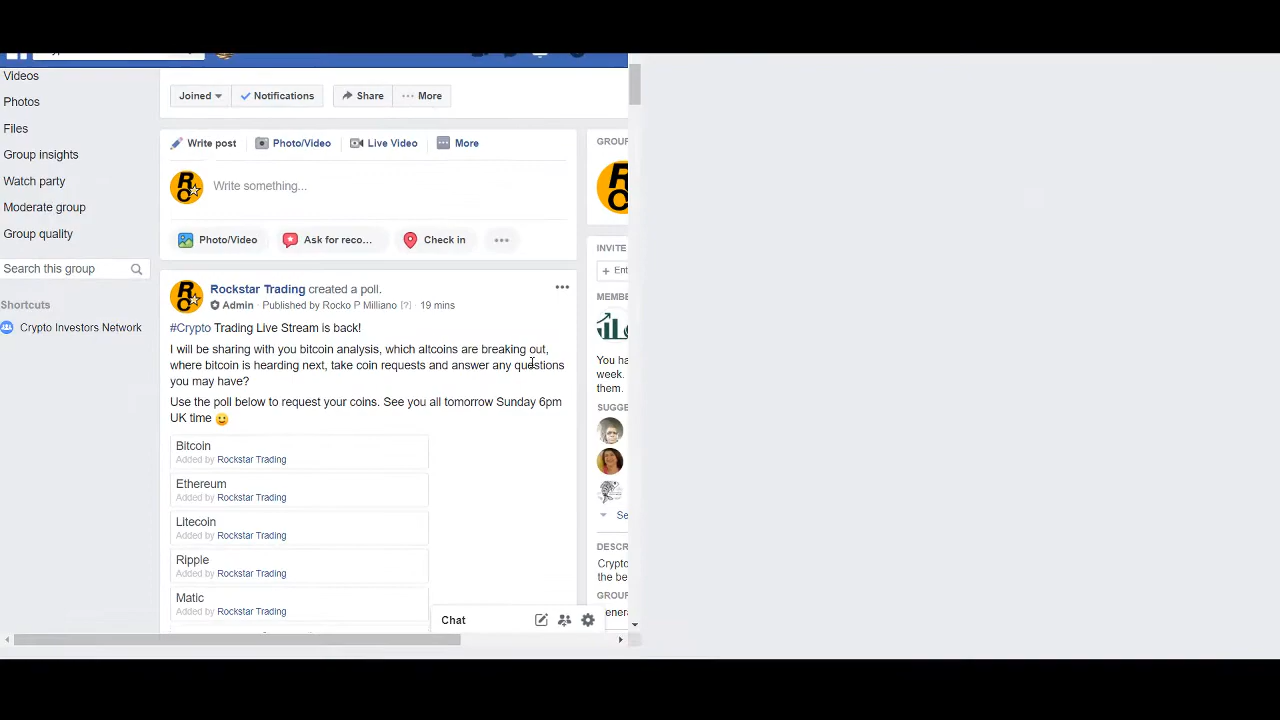 Videos
Photos
Files
Group insights
Watch party
Moderate group
Group quality
Search this group
Shortcuts
Crypto Investors Network
Joined
Notifications
Share
More
Write post
Photo/Video
Live Video
More
Write something...
Photo/Video
Ask for reco...
Check in
Rockstar Trading created a poll.
Admin · Published by Rocko P Milliano [?] · 19 mins
#Crypto Trading Live Stream is back!
I will be sharing with you bitcoin analysis, which altcoins are breaking out,
where bitcoin is hearding next, take coin requests and answer any questions
you may have?
Use the poll below to request your coins. See you all tomorrow Sunday 6pm
UK time
Bitcoin
Added by Rockstar Trading
Ethereum
Added by Rockstar Trading
Litecoin
Added by Rockstar Trading
Ripple
Added by Rockstar Trading
Matic
Added by Rockstar Trading
GROUP
INVITE
+ Ent
MEMBE
You ha
week.
them.
SUGGE
Se
DESCR
Crypto
the be
GROUP
Chat